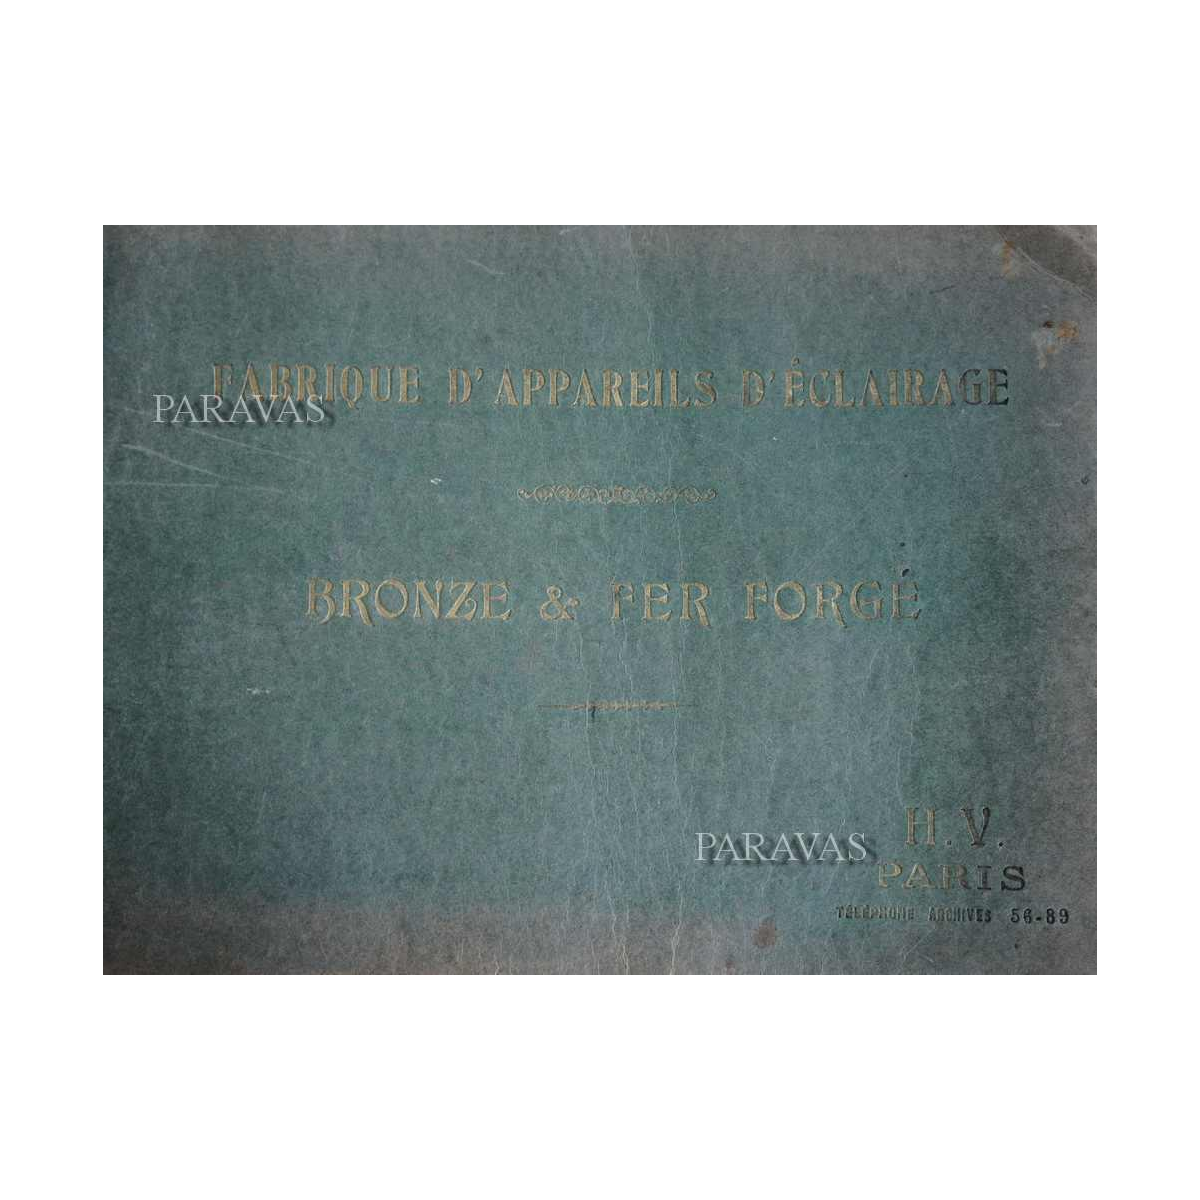 FABRIQUE D'APPAREILS D'ÉCLAIRAGE
PARAVAS
BRONZE & FER FORGÉ
H.V.
PARAVAS
PARIS
TÉLÉPHONE ARCHIVES 56-89